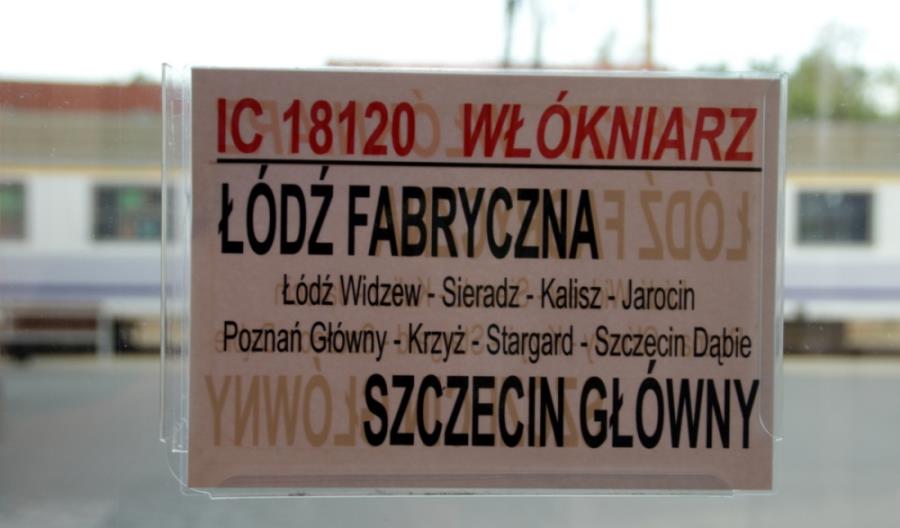 IC 18120 WŁÓKNIARZ
ŁÓDŹ FABRYCZNA
Łódź Widzew - Sieradz - Kalisz - Jarocin
Poznań Główny - Krzyż - Stargard - Szczecin Dąbie
SZCZECIN GŁÓWNY